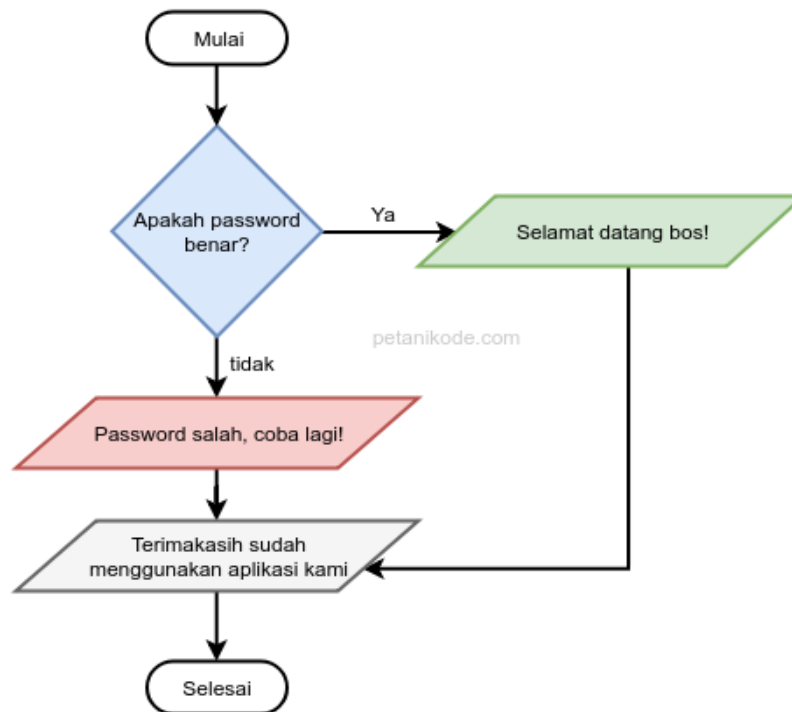 Mulai
Apakah password
benar?
Ya
Selamat datang bos!
petanikode.com
tidak
Password salah, coba lagi!
Terimakasih sudah
menggunakan aplikasi kami
Selesai